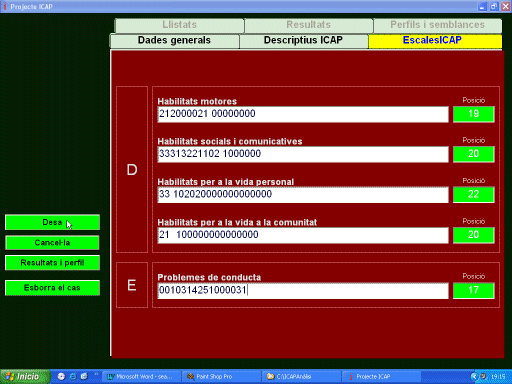 Projecte ICAP
Llistats Resultats Perfils i semblances
Dades generals Descriptius ICAP EscalesICAP
Habilitats motores Posició
212000021 00000000 19
Habilitats socials i comunicatives Posició
33313221102 1000000 20
D
Habilitats per a la vida personal Posició
33 102020000000000000 22
Habilitats per a la vida a la comunitat Posició
21  100000000000000 20
Desa
Cancel·la
Resultats i perfil
Esborra el cas
E
Problemes de conducta Posició
0010314251000031 17
Inicio Microsoft Word - sea... Paint Shop Pro C:\ICAPAnàlisi Projecte ICAP 19:15